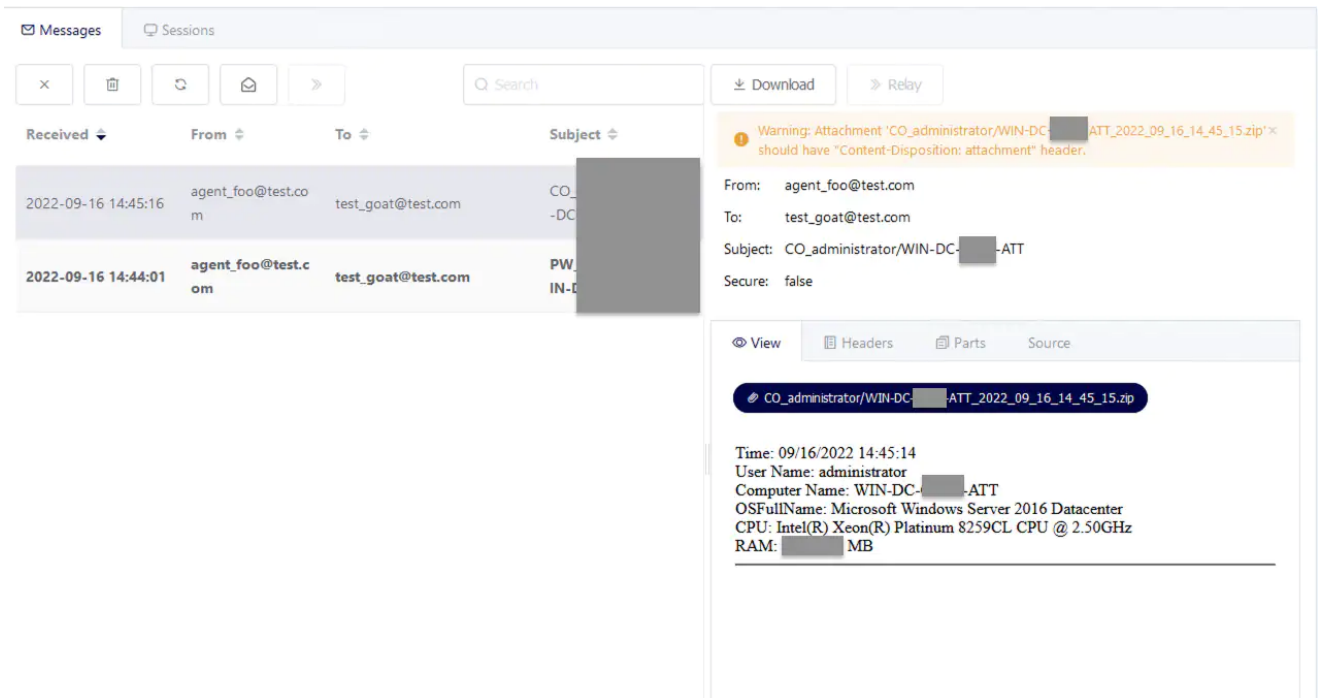 Messages Sessions
Search
Download Relay
Received From To Subject
Warning: Attachment 'CO_administrator/WIN-DC- ATT_2022_09_16_14_45_15.zip'
should have "Content-Disposition: attachment" header.
2022-09-16 14:45:16 agent_foo@test.co test_goat@test.com CO_
m -DC
2022-09-16 14:44:01 agent_foo@test.c test_goat@test.com PW_
om IN-
From: agent_foo@test.com
To: test_goat@test.com
Subject: CO_administrator/WIN-DC- -ATT
Secure: false
View Headers Parts Source
CO_administrator/WIN-DC- -ATT_2022_09_16_14_45_15.zip
Time: 09/16/2022 14:45:14
User Name: administrator
Computer Name: WIN-DC- -ATT
OSFullName: Microsoft Windows Server 2016 Datacenter
CPU: Intel(R) Xeon(R) Platinum 8259CL CPU @ 2.50GHz
RAM: MB